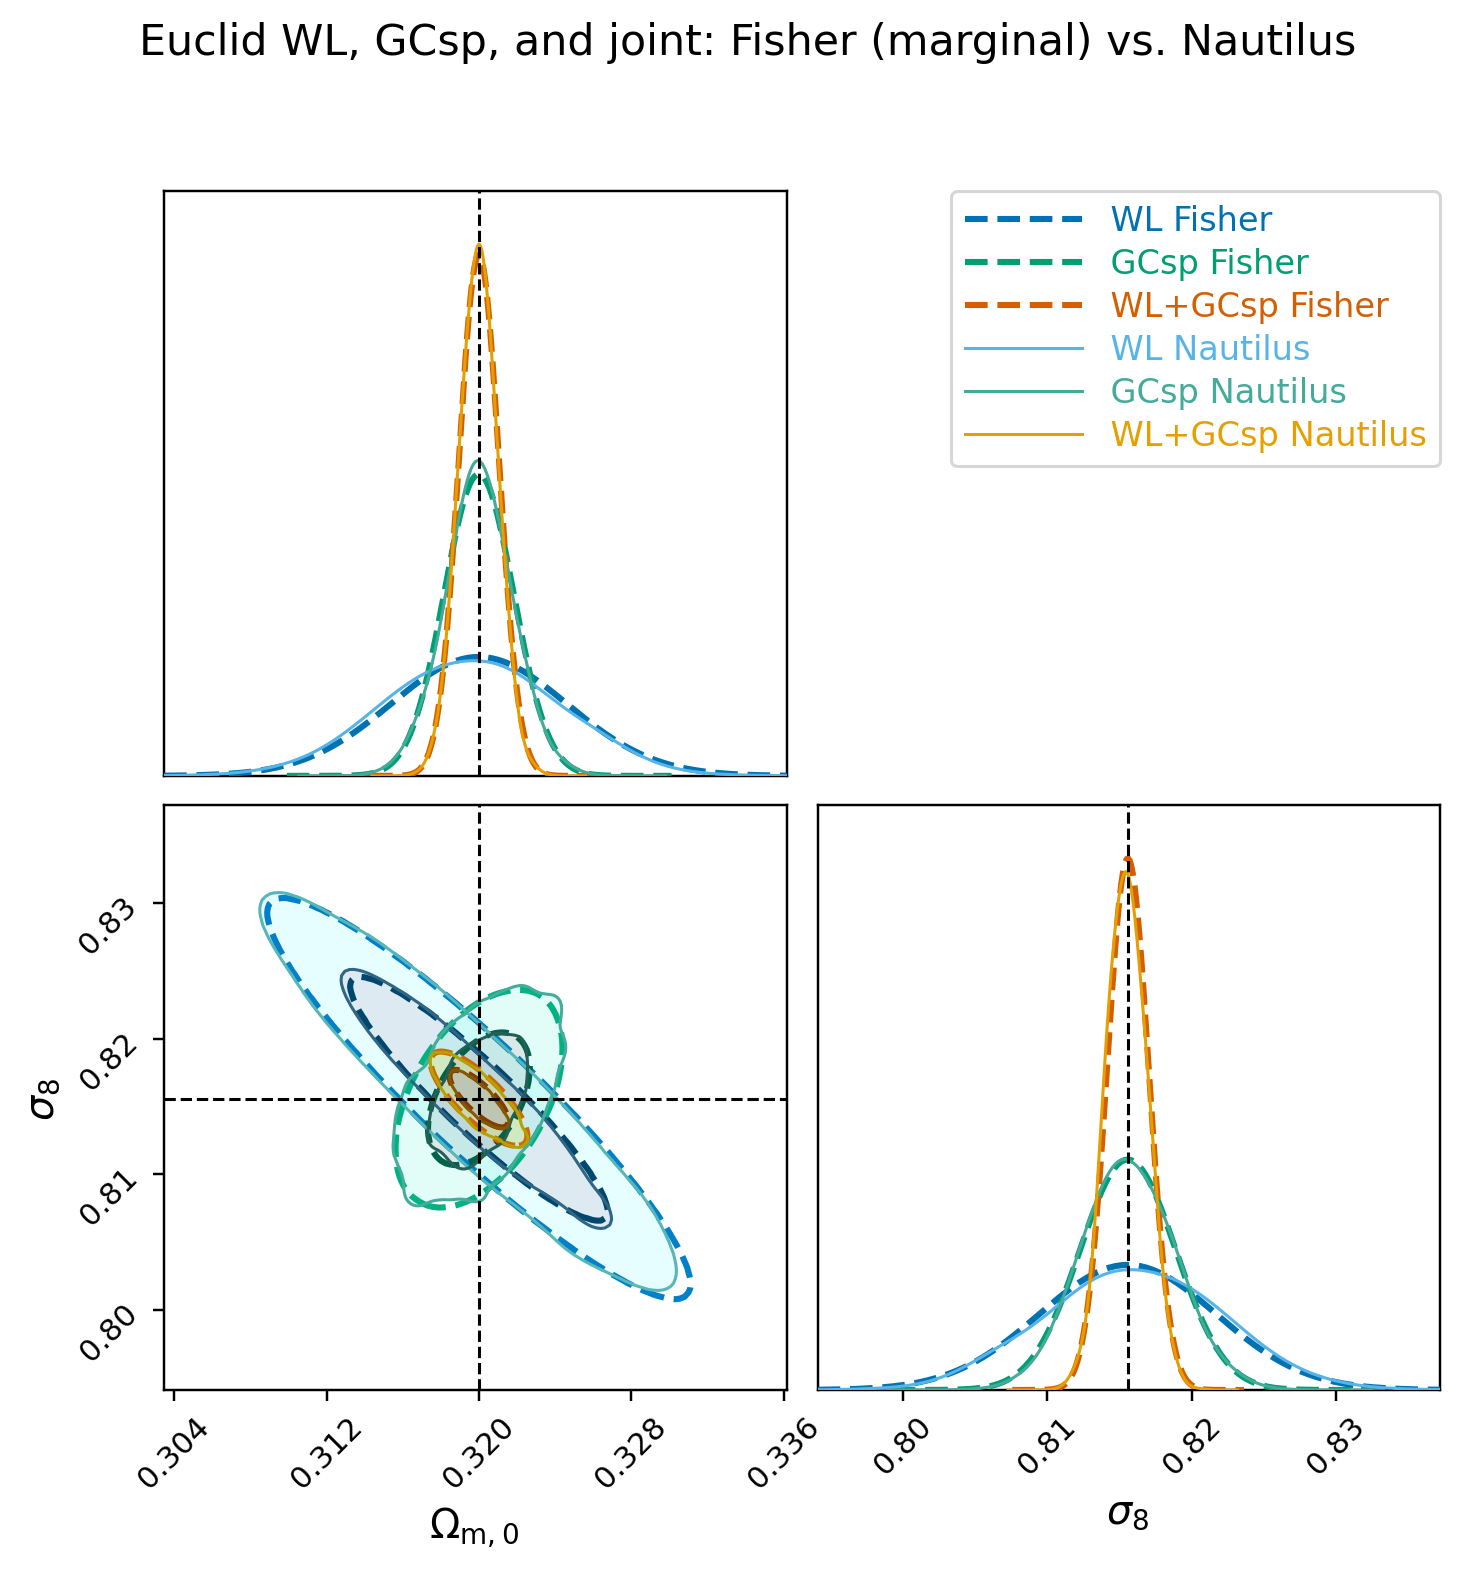 Euclid WL, GCsp, and joint: Fisher (marginal) vs. Nautilus
WL Fisher
GCsp Fisher
WL+GCsp Fisher
WL Nautilus
GCsp Nautilus
WL+GCsp Nautilus
0.83
0.82
0.81
0.80
σ8
0.304 0.312 0.320 0.328 0.336
Ωm, 0
0.80 0.81 0.82 0.83
σ8